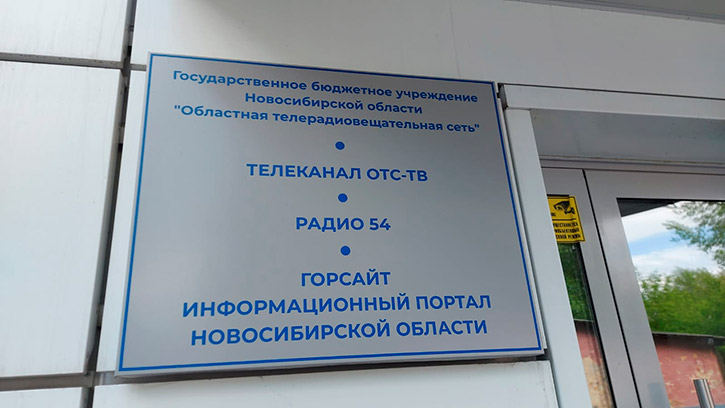 Государственное бюджетное учреждение
Новосибирской области
"Областная телерадиовещательная сеть"
ТЕЛЕКАНАЛ ОТС-ТВ
РАДИО 54
ГОРСАЙТ
ИНФОРМАЦИОННЫЙ ПОРТАЛ
НОВОСИБИРСКОЙ ОБЛАСТИ